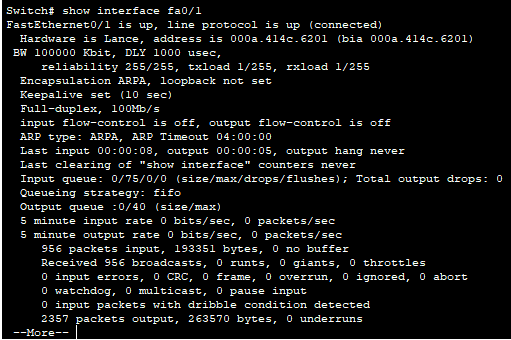 Switch# show interface fa0/1
FastEthernet0/1 is up, line protocol is up (connected)
Hardware is Lance, address is 000a.414c.6201 (bia 000a.414c.6201)
BW 100000 Kbit, DLY 1000 usec,
reliability 255/255, txload 1/255, rxload 1/255
Encapsulation ARPA, loopback not set
Keepalive set (10 sec)
Full-duplex, 100Mb/s
input flow-control is off, output flow-control is off
ARP type: ARPA, ARP Timeout 04:00:00
Last input 00:00:08, output 00:00:05, output hang never
Last clearing of "show interface" counters never
Input queue: 0/75/0/0 (size/max/drops/flushes); Total output drops: 0
Queueing strategy: fifo
Output queue :0/40 (size/max)
5 minute input rate 0 bits/sec, 0 packets/sec
5 minute output rate 0 bits/sec, 0 packets/sec
956 packets input, 193351 bytes, 0 no buffer
Received 956 broadcasts, 0 runts, 0 giants, 0 throttles
0 input errors, 0 CRC, 0 frame, 0 overrun, 0 ignored, 0 abort
0 watchdog, 0 multicast, 0 pause input
0 input packets with dribble condition detected
2357 packets output, 263570 bytes, 0 underruns
--More--